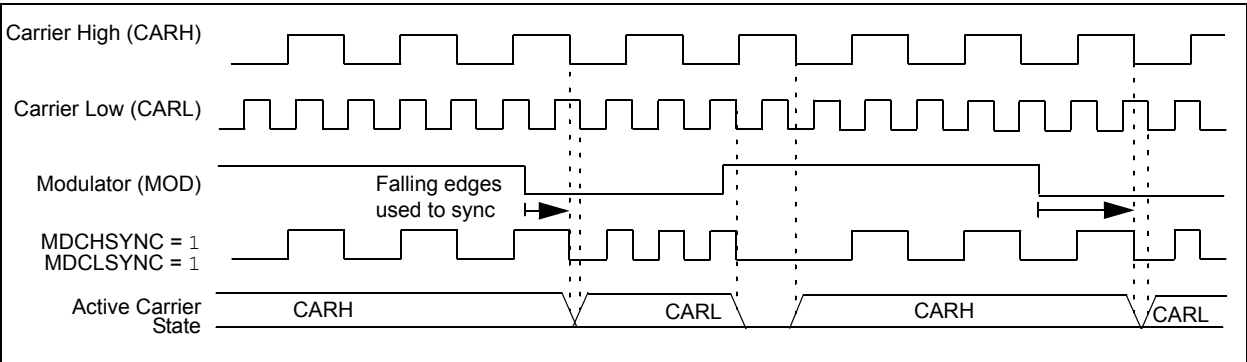 Carrier High (CARH)
Carrier Low (CARL)
Modulator (MOD)
Falling edges
used to sync
MDCHSYNC = 1
MDCLSYNC = 1
Active Carrier
State
CARH
CARL
CARH
CARL